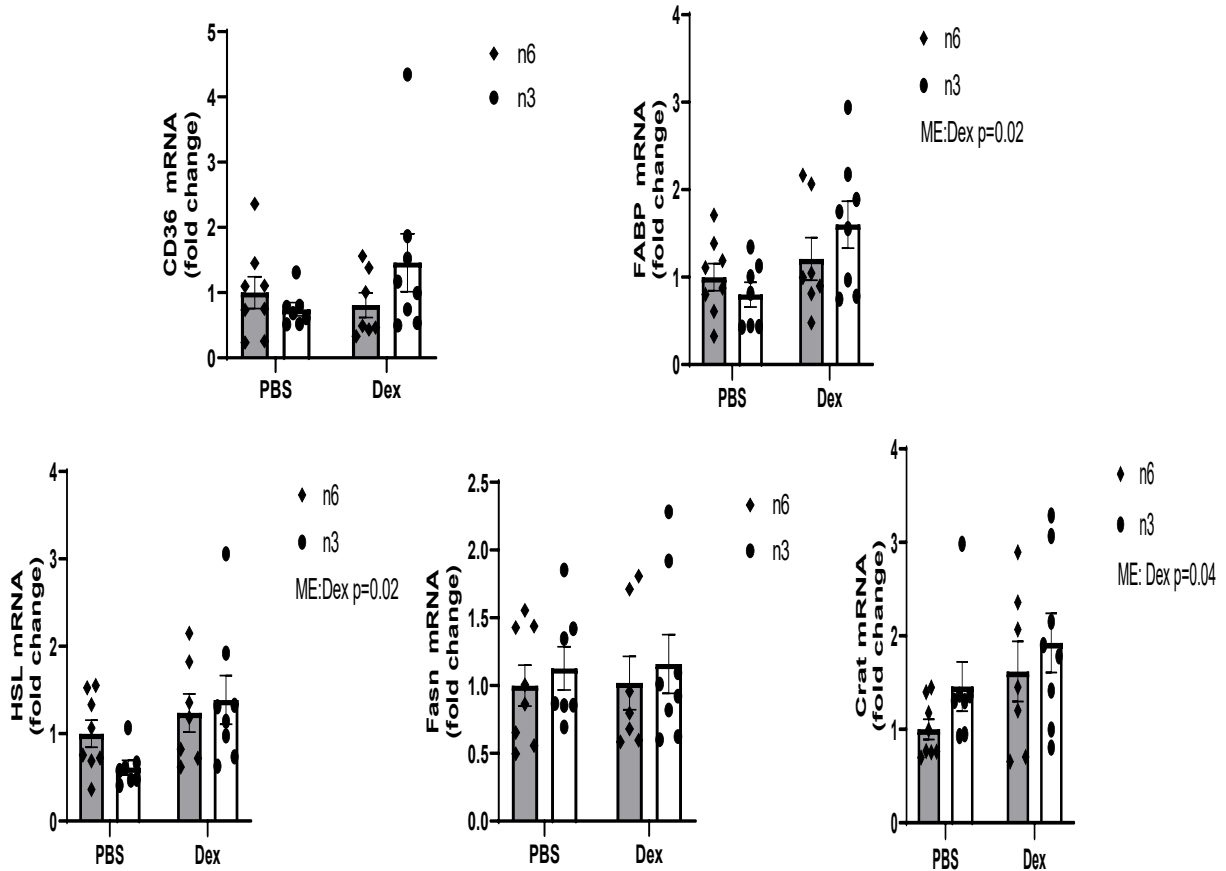 CD36 mRNA
(fold change)
5
4
3
2
1
0
PBS
Dex
n6
n3
FABP mRNA
(fold change)
4
3
2
1
0
PBS
Dex
n6
n3
ME:Dex p=0.02
HSL mRNA
(fold change)
4
3
2
1
0
PBS
Dex
n6
n3
ME:Dex p=0.02
Fasn mRNA
(fold change)
2.5
2.0
1.5
1.0
0.5
0.0
PBS
Dex
n6
n3
Crat mRNA
(fold change)
4
3
2
1
0
PBS
Dex
n6
n3
ME: Dex p=0.04